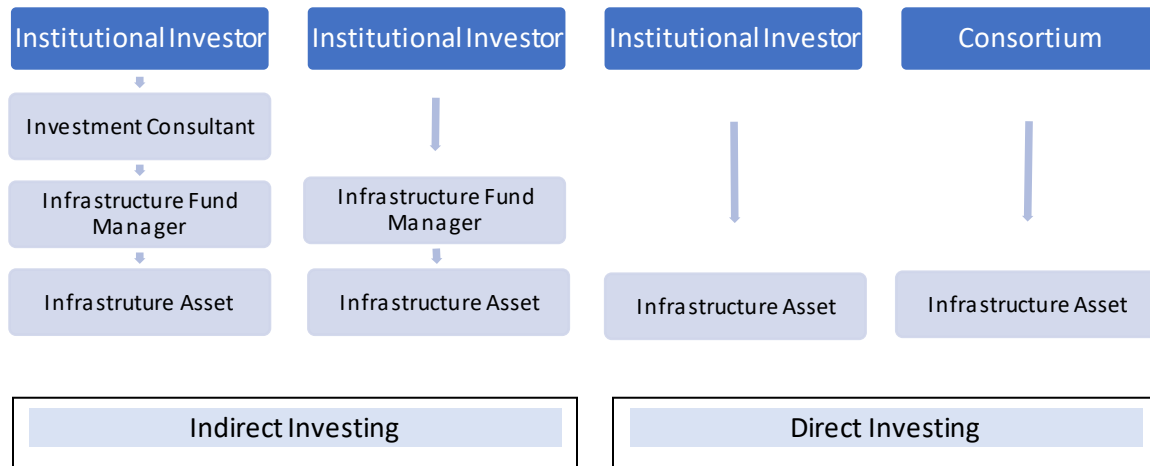 Institutional Investor
Institutional Investor
Institutional Investor
Consortium
Investment Consultant
Infrastructure Fund
Manager
Infrastructure Fund
Manager
Infrastruture Asset
Infrastructure Asset
Infrastructure Asset
Infrastructure Asset
Indirect Investing
Direct Investing